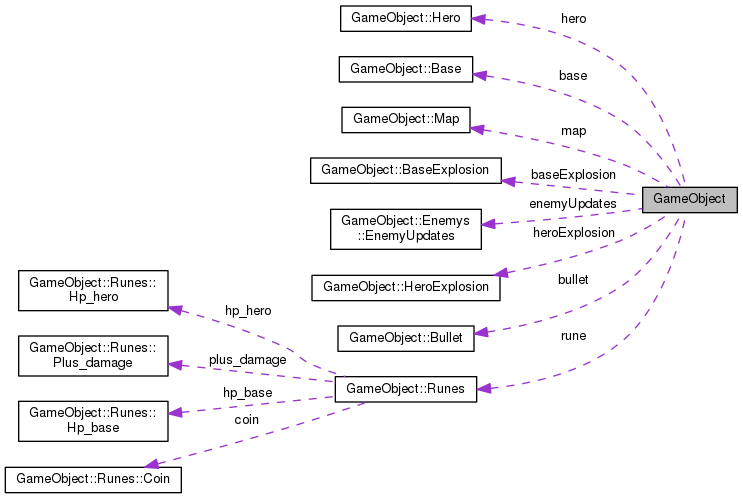 GameObject::Hero
hero
GameObject::Base
base
GameObject::Map
map
GameObject::BaseExplosion
baseExplosion
GameObject
GameObject::Enemys
::EnemyUpdates
enemyUpdates
heroExplosion
GameObject::HeroExplosion
bullet
GameObject::Runes::
Hp_hero
hp_hero
GameObject::Bullet
rune
GameObject::Runes::
Plus_damage
plus_damage
GameObject::Runes
hp_base
GameObject::Runes::
Hp_base
coin
GameObject::Runes::Coin